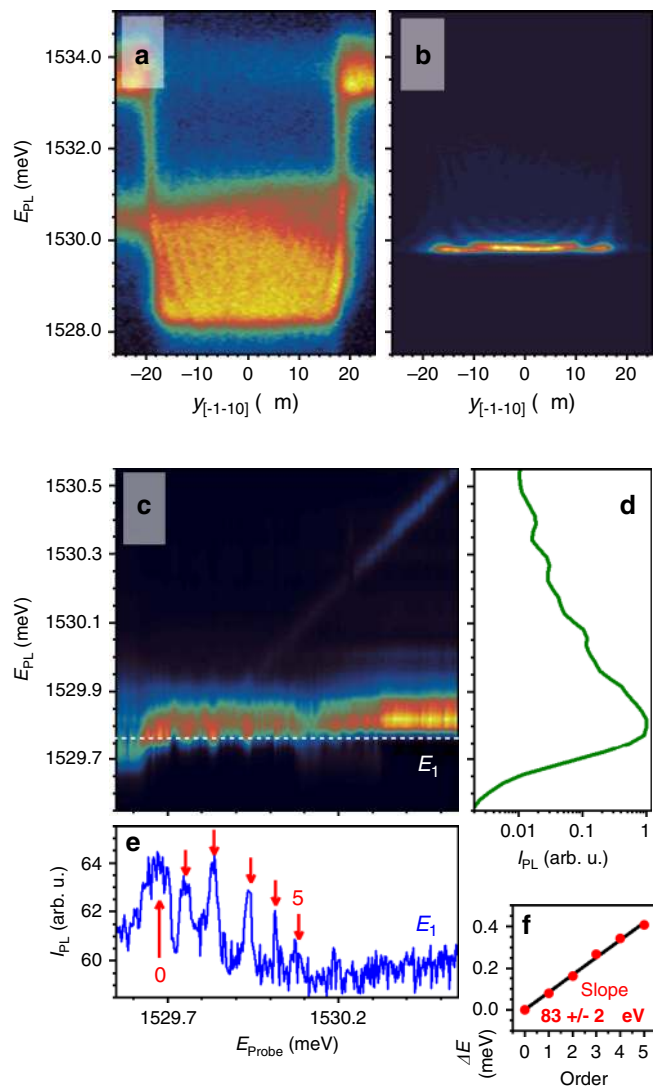 a
b
1534.0
1532.0
1530.0
1528.0
E_PL (meV)
–20 –10 0 10 20
–20 –10 0 10 20
y[-1-10] ( m)
y[-1-10] ( m)
c
d
1530.5
1530.3
1530.1
1529.9
1529.7
E_PL (meV)
E_1
0.01 0.1 1
I_PL (arb. u.)
e
64
62
60
I_PL (arb. u.)
0
5
E_1
1529.7 1530.2
E_Probe (meV)
f
0.4
0.2
0.0
ΔE (meV)
Slope
83 +/- 2 eV
0 1 2 3 4 5
Order